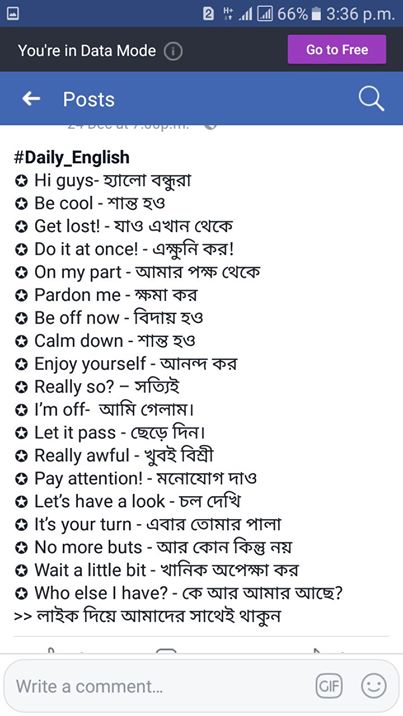 2 H+ 66% 3:36 p.m.
You're in Data Mode Go to Free
Posts
#Daily_English
✪ Hi guys- হ্যালো বন্ধুরা
✪ Be cool - শান্ত হও
✪ Get lost! - যাও এখান থেকে
✪ Do it at once! - এক্ষুনি কর!
✪ On my part - আমার পক্ষ থেকে
✪ Pardon me - ক্ষমা কর
✪ Be off now - বিদায় হও
✪ Calm down - শান্ত হও
✪ Enjoy yourself - আনন্দ কর
✪ Really so? – সত্যিই
✪ I'm off-  আমি গেলাম।
✪ Let it pass - ছেড়ে দিন।
✪ Really awful - খুবই বিশ্রী
✪ Pay attention! - মনোযোগ দাও
✪ Let's have a look - চল দেখি
✪ It's your turn - এবার তোমার পালা
✪ No more buts - আর কোন কিন্তু নয়
✪ Wait a little bit - খানিক অপেক্ষা কর
✪ Who else I have? - কে আর আমার আছে?
>> লাইক দিয়ে আমাদের সাথেই থাকুন
Write a comment... GIF